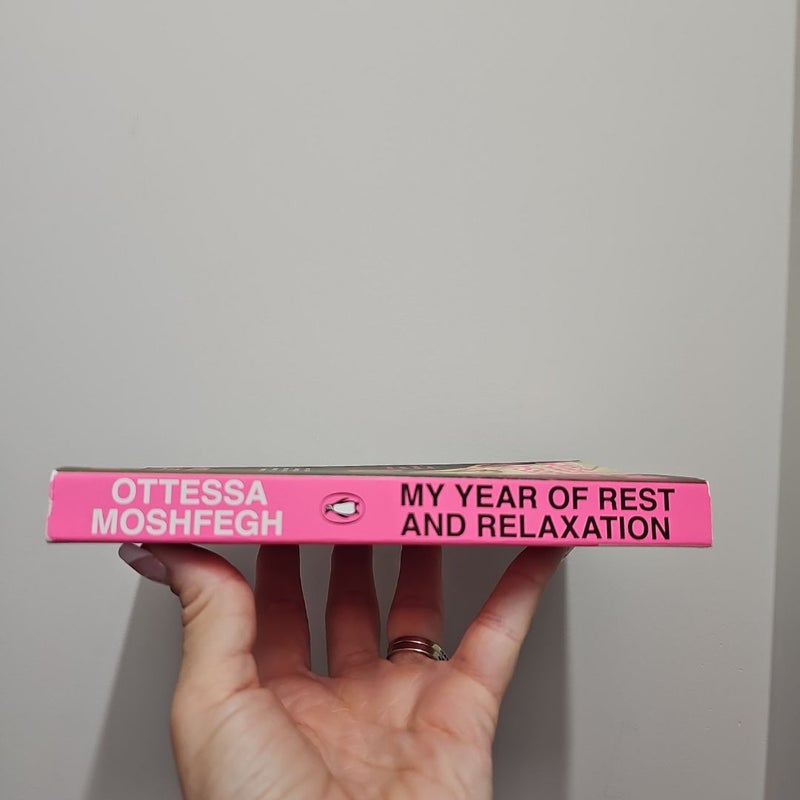 OTTESSA
MOSHFEGH
MY YEAR OF REST
AND RELAXATION